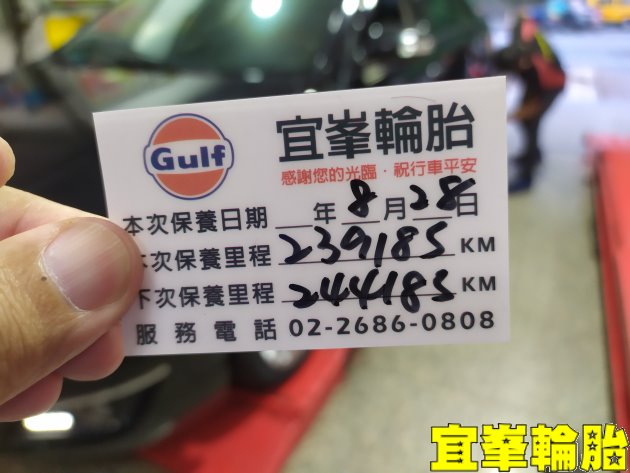 Gulf
宜峯輪胎
感謝您的光臨．祝行車平安
本次保養日期 __年 8 月 28 日
本次保養里程 239185 KM
下次保養里程 244185 KM
服務電話 02-2686-0808
宜峯輪胎